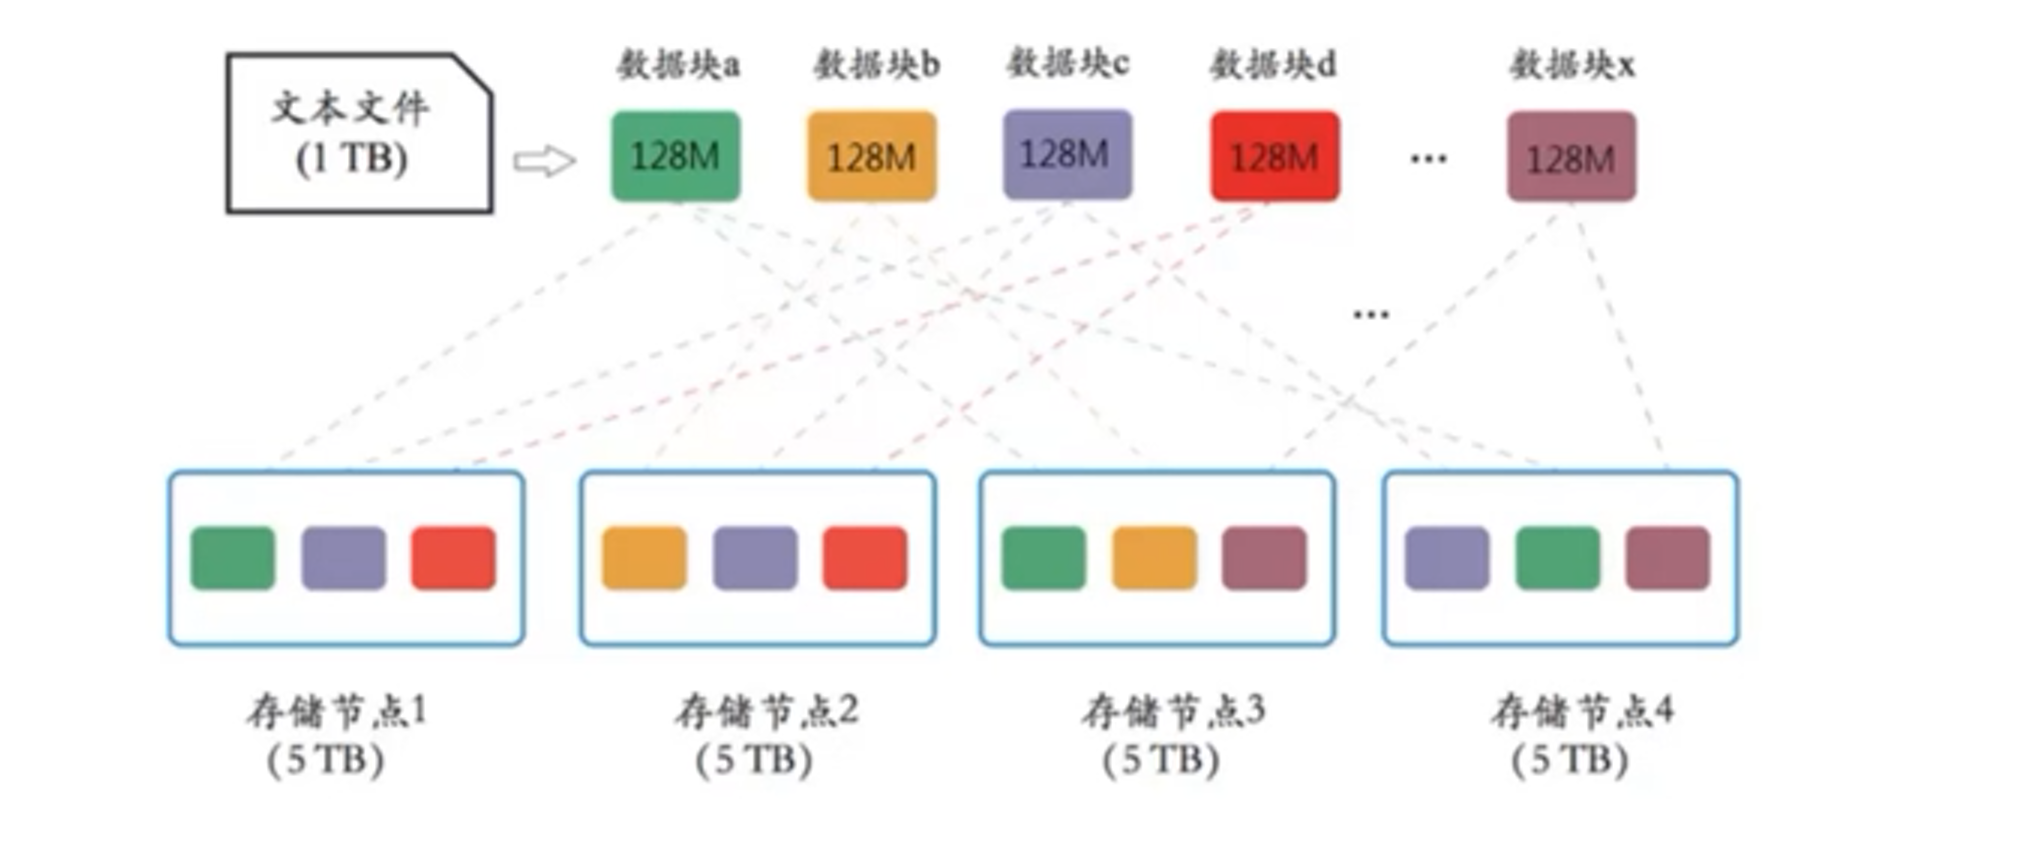 文本文件
(1 TB)
数据块a
数据块b
数据块c
数据块d
数据块x
128M
128M
128M
128M
...
128M
...
存储节点1
(5 TB)
存储节点2
(5 TB)
存储节点3
(5 TB)
存储节点4
(5 TB)